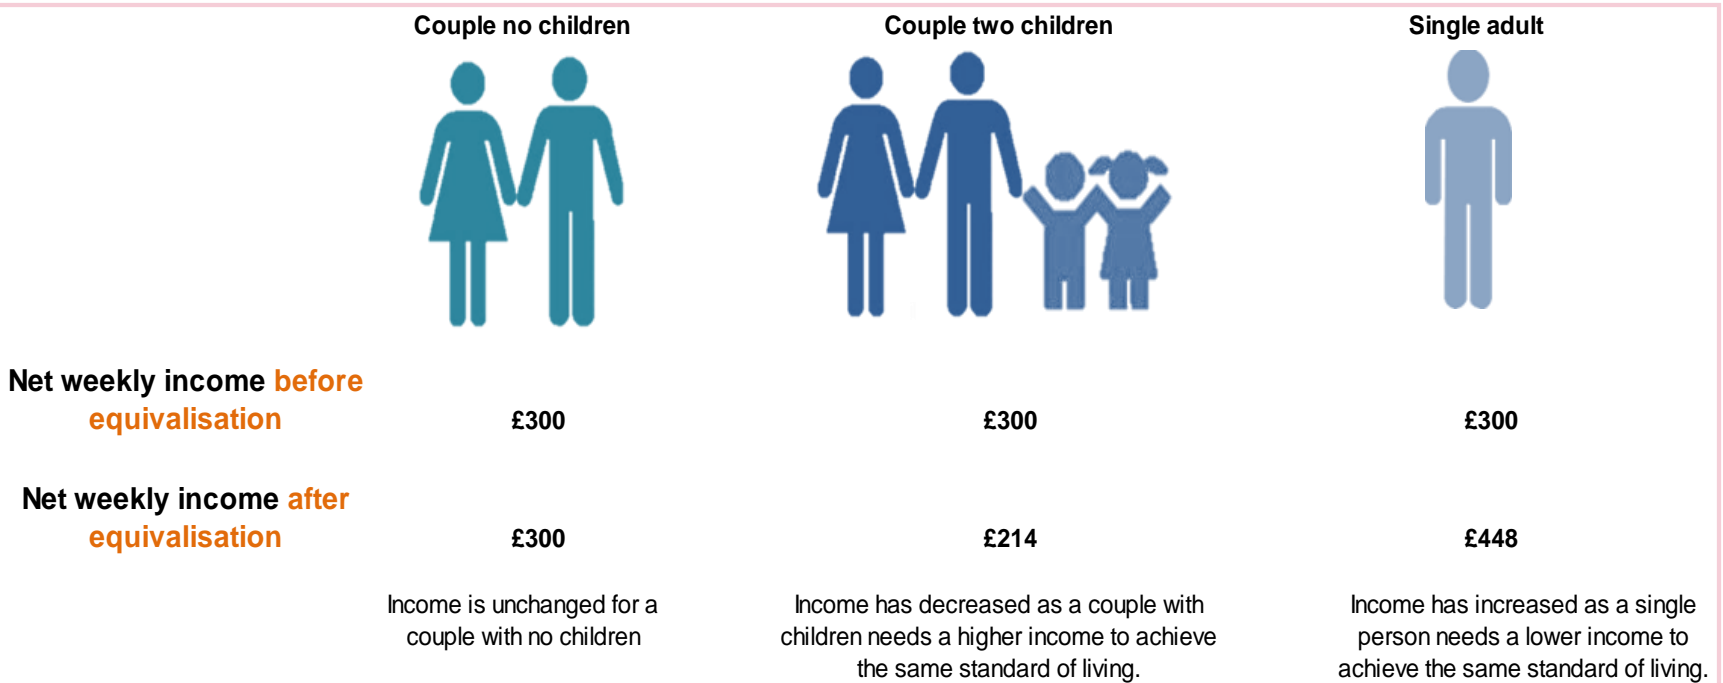 Couple no children
Couple two children
Single adult
Net weekly income before
equivalisation
£300
£300
£300
Net weekly income after
equivalisation
£300
£214
£448
Income is unchanged for a
couple with no children
Income has decreased as a couple with
children needs a higher income to achieve
the same standard of living.
Income has increased as a single
person needs a lower income to
achieve the same standard of living.